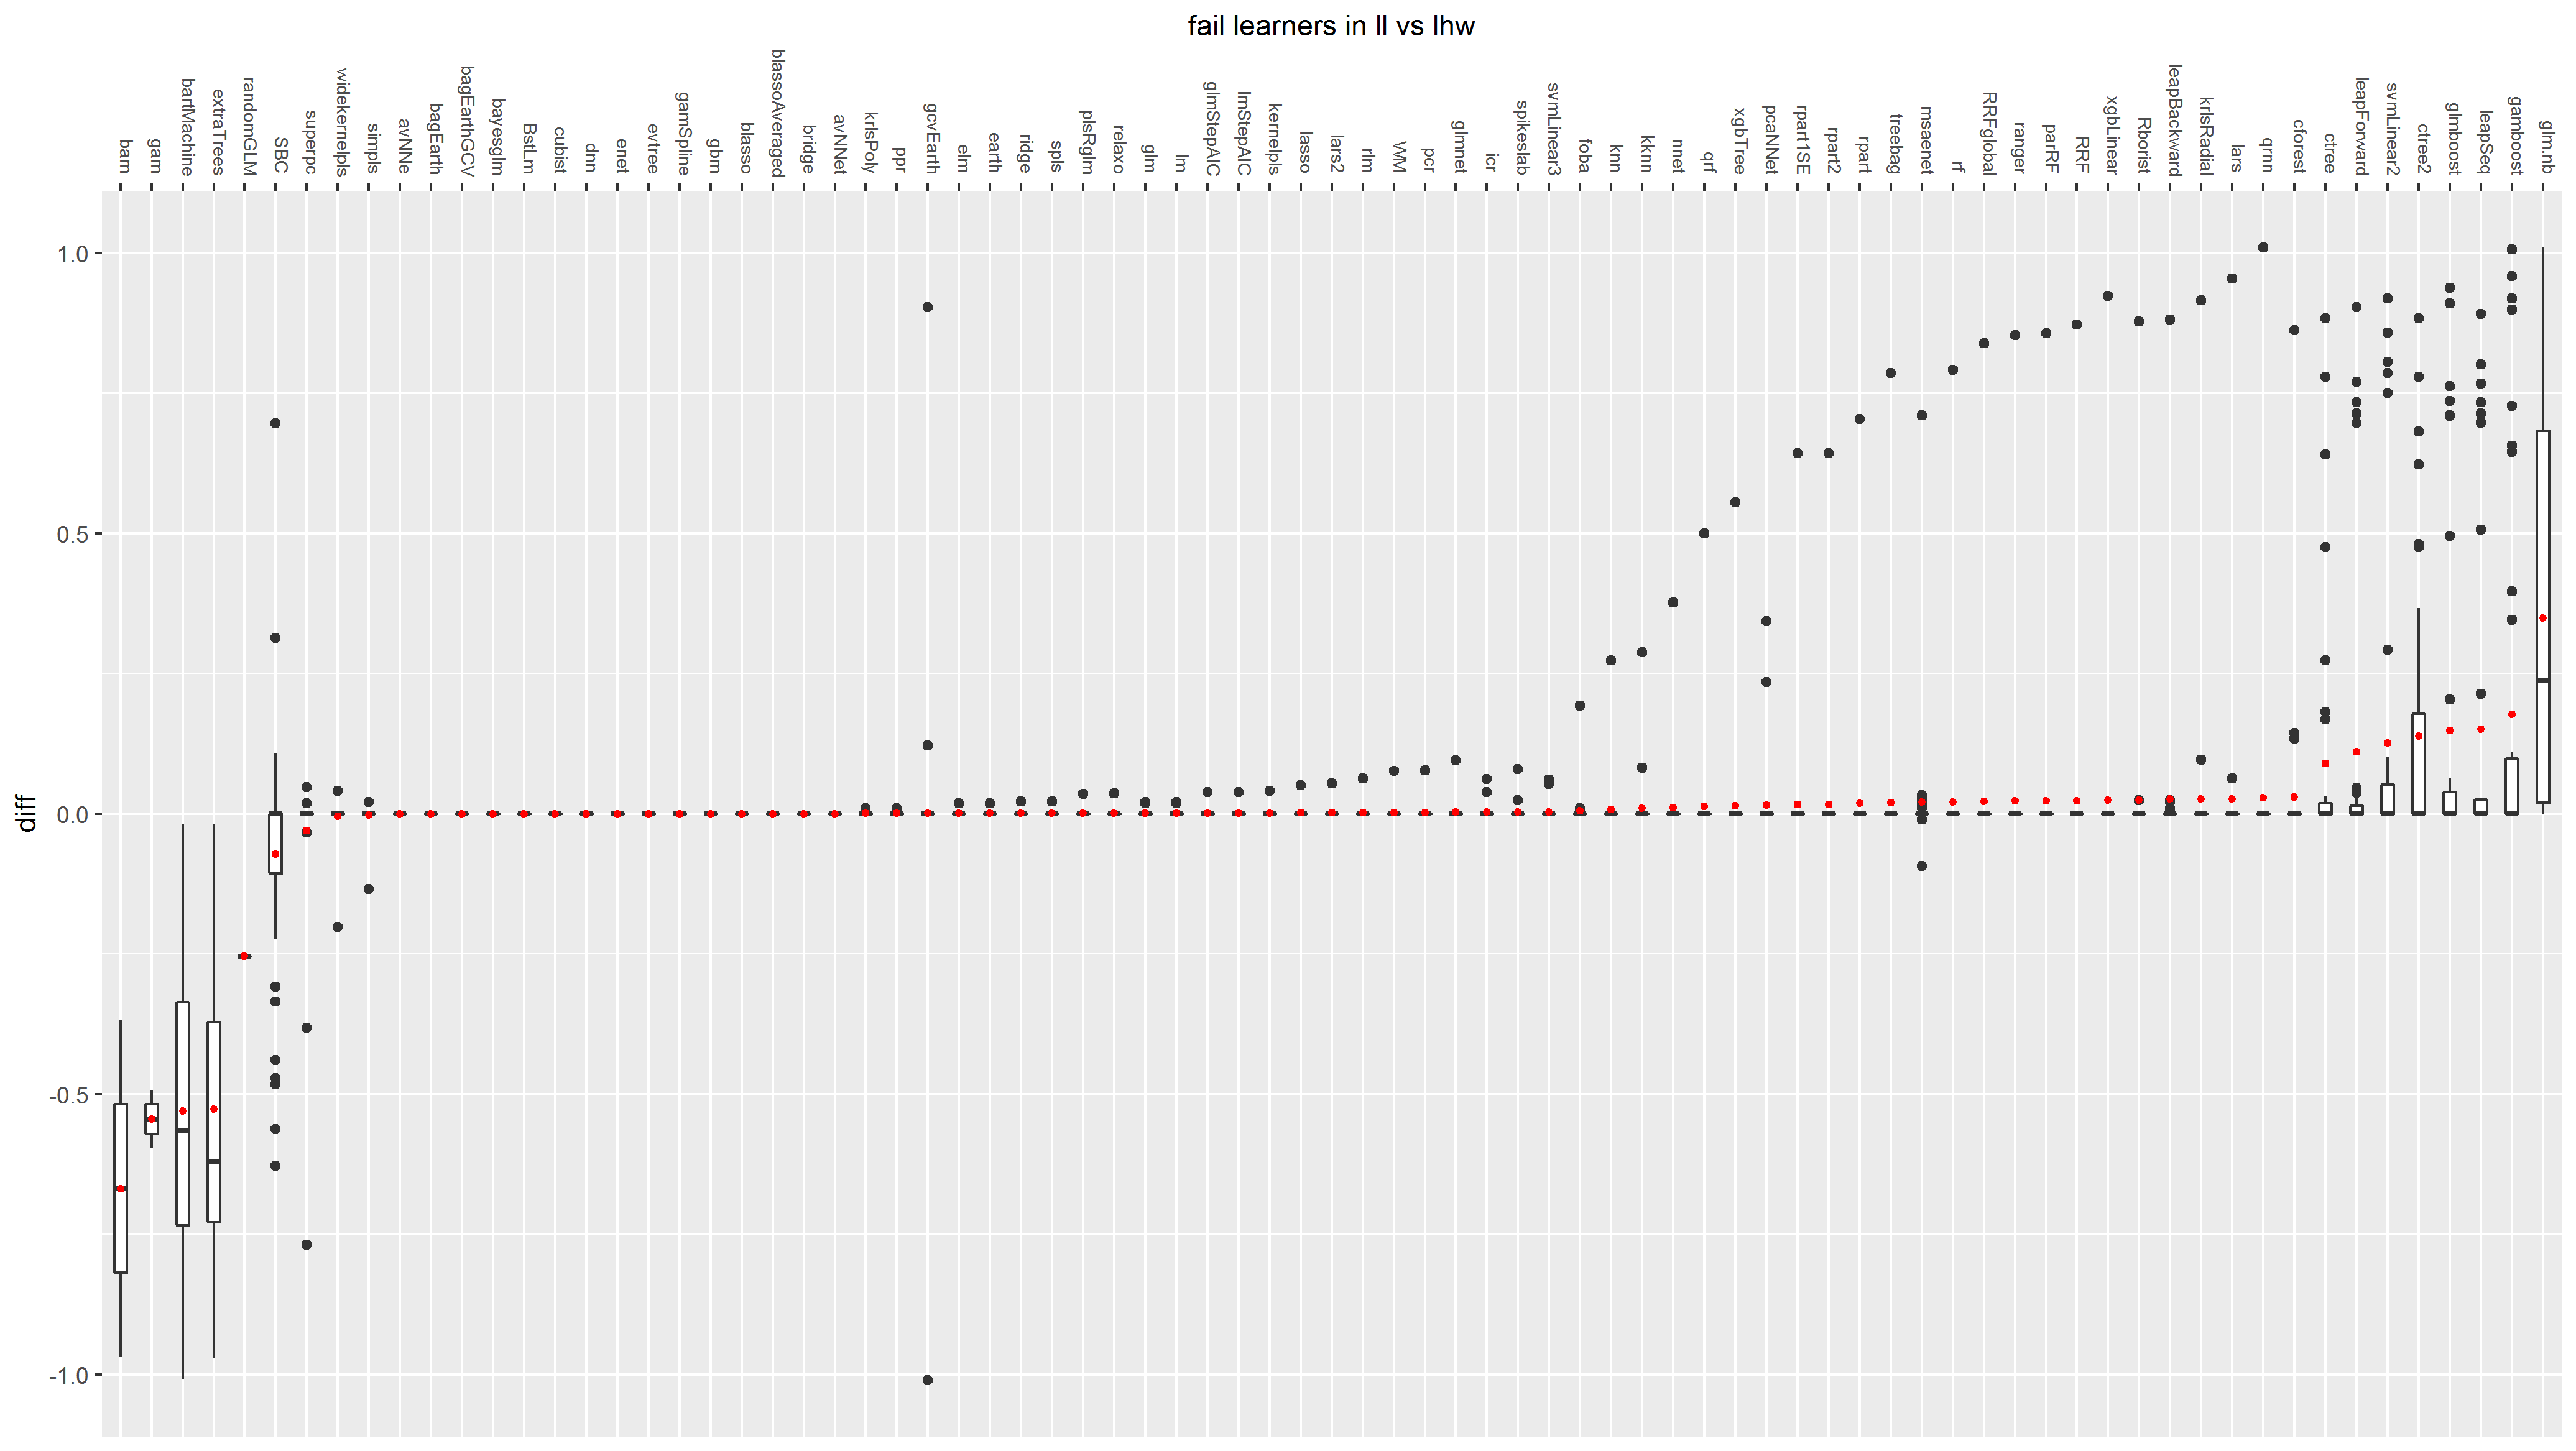 fail learners in ll vs lhw
bam
gam
bartMachine
extraTrees
randomGLM
SBC
superpc
widekernelpls
simpls
avNNe
bagEarth
bagEarthGCV
bayesglm
BstLm
cubist
dnn
enet
evtree
gamSpline
gbm
blasso
blassoAveraged
bridge
avNNet
krlsPoly
ppr
gcvEarth
elm
earth
ridge
spls
plsRglm
relaxo
glm
lm
glmStepAIC
lmStepAIC
kernelpls
lasso
lars2
rlm
WM
pcr
glmnet
icr
spikeslab
svmLinear3
foba
knn
kknn
nnet
qrf
xgbTree
pcaNNet
rpart1SE
rpart2
rpart
treebag
msaenet
rf
RRFglobal
ranger
parRF
RRF
xgbLinear
Rborist
leapBackward
krlsRadial
lars
qrnn
cforest
ctree
leapForward
svmLinear2
ctree2
glmboost
leapSeq
gamboost
glm.nb
1.0
0.5
0.0
-0.5
-1.0
diff